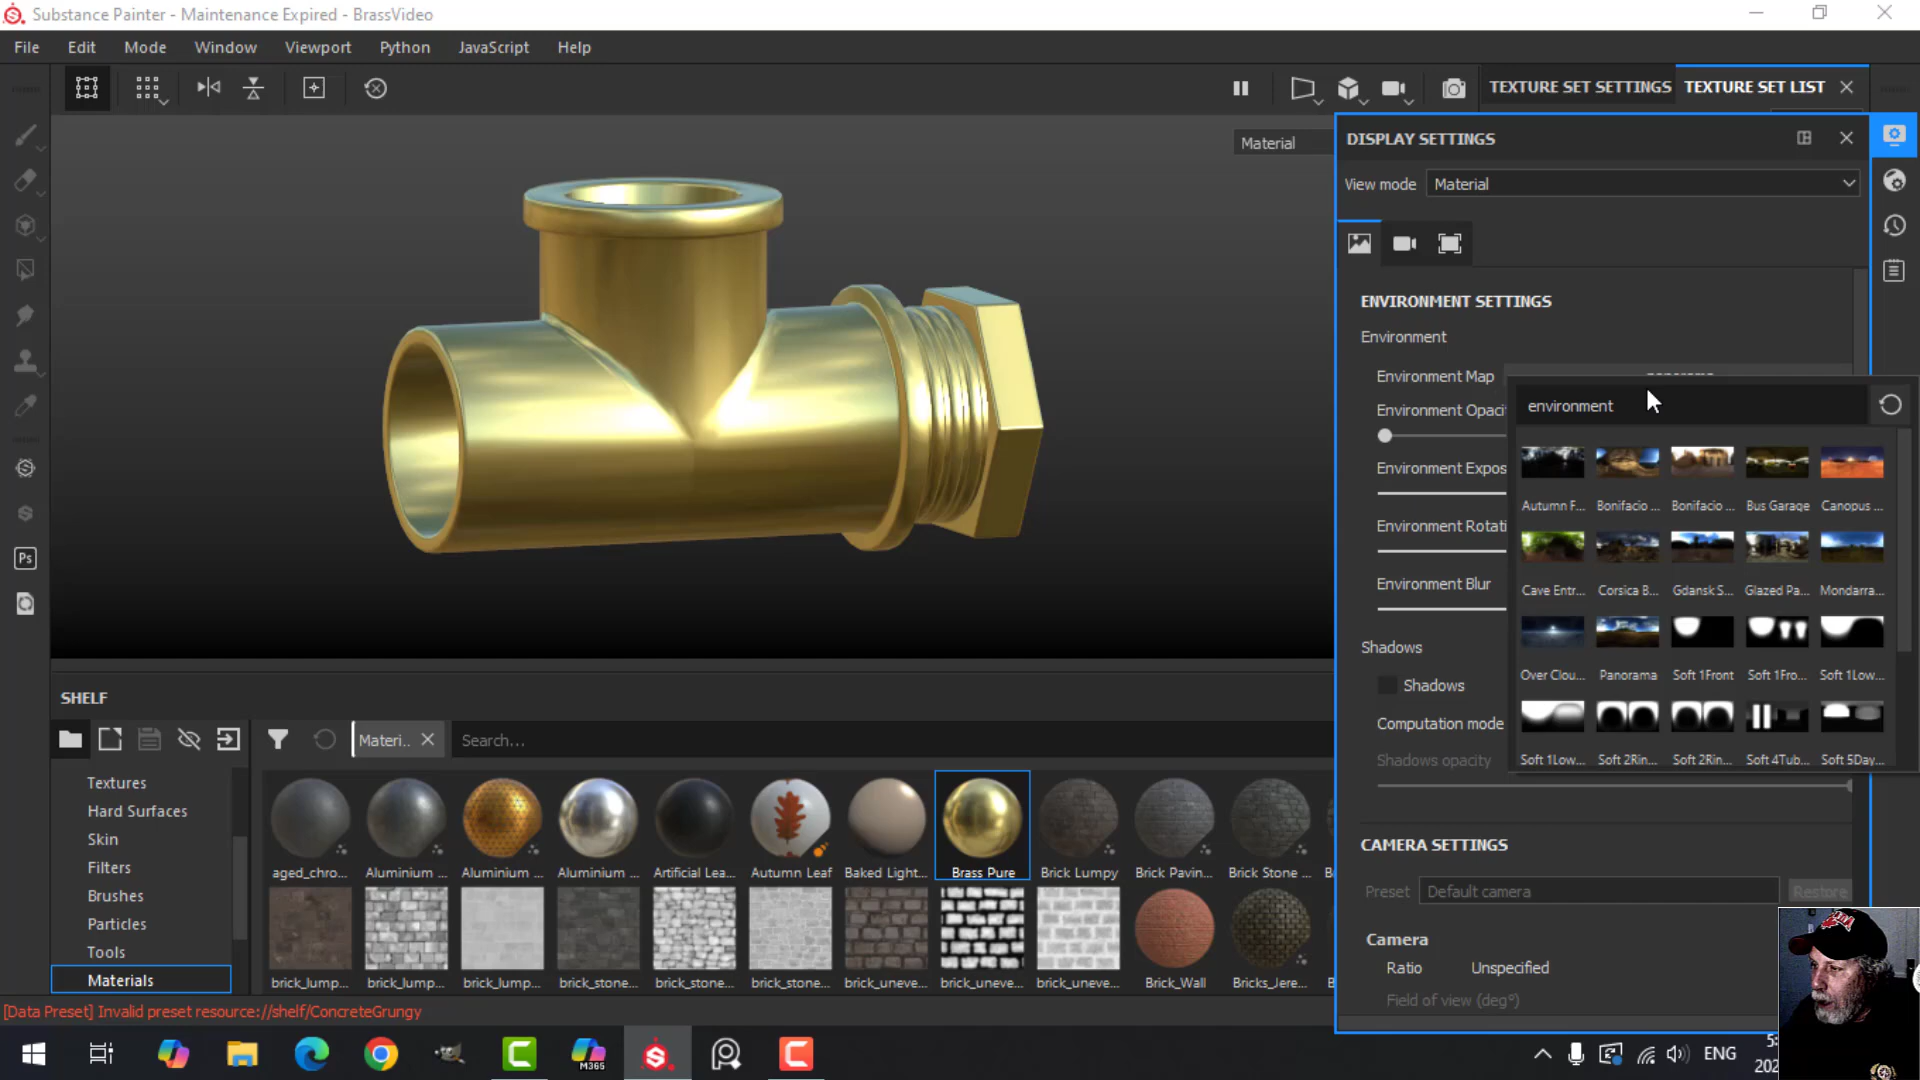 Substance Painter - Maintenance Expired - BrassVideo
File Edit Mode Window Viewport Python JavaScript Help
TEXTURE SET SETTINGS TEXTURE SET LIST
Material
DISPLAY SETTINGS
View mode Material
ENVIRONMENT SETTINGS
Environment
Environment Map
environment
Environment Opaci
Environment Expos
Environment Rotati
Environment Blur
Autumn F... Bonifacio ... Bonifacio ... Bus Garage Canopus ...
Cave Entr... Corsica B... Gdansk S... Glazed Pa... Mondarra...
Over Clou... Panorama Soft 1Front Soft 1Fro... Soft 1Low...
Soft 1Low... Soft 2Rin... Soft 2Rin... Soft 4Tub... Soft 5Day...
Shadows
Shadows
Computation mode
Shadows opacity
CAMERA SETTINGS
Preset Default camera Restore
Camera
Ratio Unspecified
Field of view (deg°)
SHELF
Materi.. Search...
Textures
Hard Surfaces
Skin
Filters
Brushes
Particles
Tools
Materials
aged_chro... Aluminium ... Aluminium ... Aluminium ... Artificial Lea... Autumn Leaf Baked Light... Brass Pure Brick Lumpy Brick Pavin... Brick Stone ...
brick_lump... brick_lump... brick_lump... brick_stone... brick_stone... brick_stone... brick_uneve... brick_uneve... brick_uneve... Brick_Wall Bricks_Jere...
[Data Preset] Invalid preset resource://shelf/ConcreteGrungy
Ps
M365
ENG